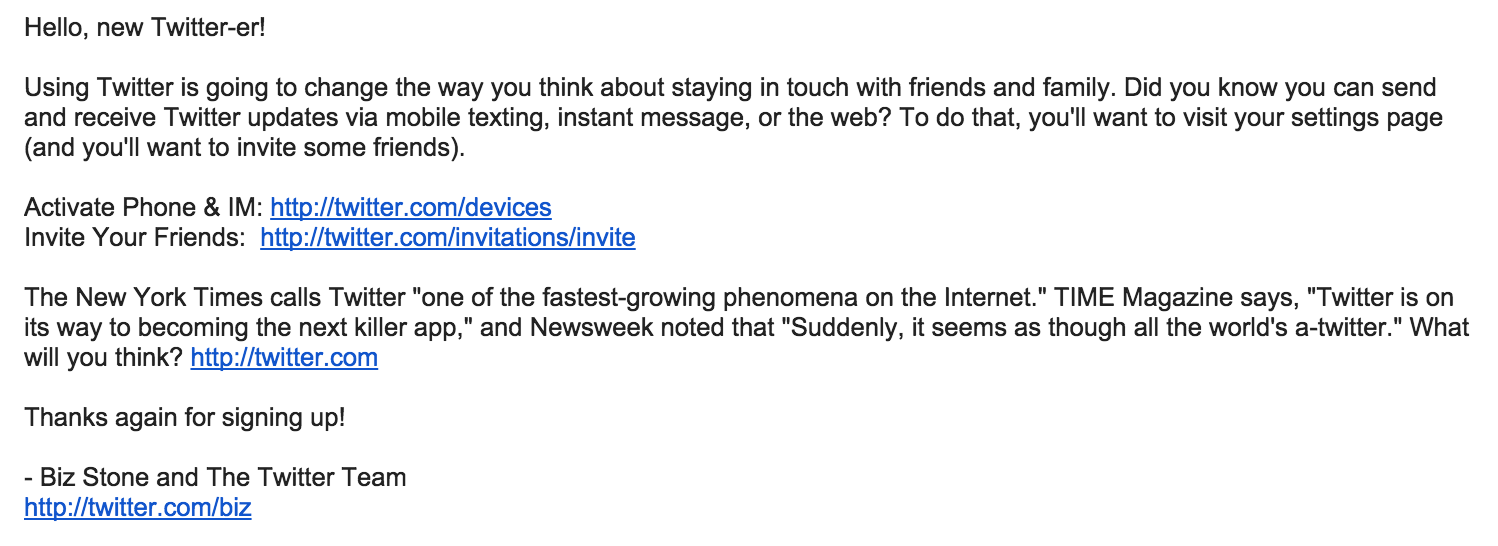 Hello, new Twitter-er!
Using Twitter is going to change the way you think about staying in touch with friends and family. Did you know you can send
and receive Twitter updates via mobile texting, instant message, or the web? To do that, you'll want to visit your settings page
(and you'll want to invite some friends).
Activate Phone & IM: http://twitter.com/devices
Invite Your Friends:  http://twitter.com/invitations/invite
The New York Times calls Twitter "one of the fastest-growing phenomena on the Internet." TIME Magazine says, "Twitter is on
its way to becoming the next killer app," and Newsweek noted that "Suddenly, it seems as though all the world's a-twitter." What
will you think? http://twitter.com
Thanks again for signing up!
- Biz Stone and The Twitter Team
http://twitter.com/biz